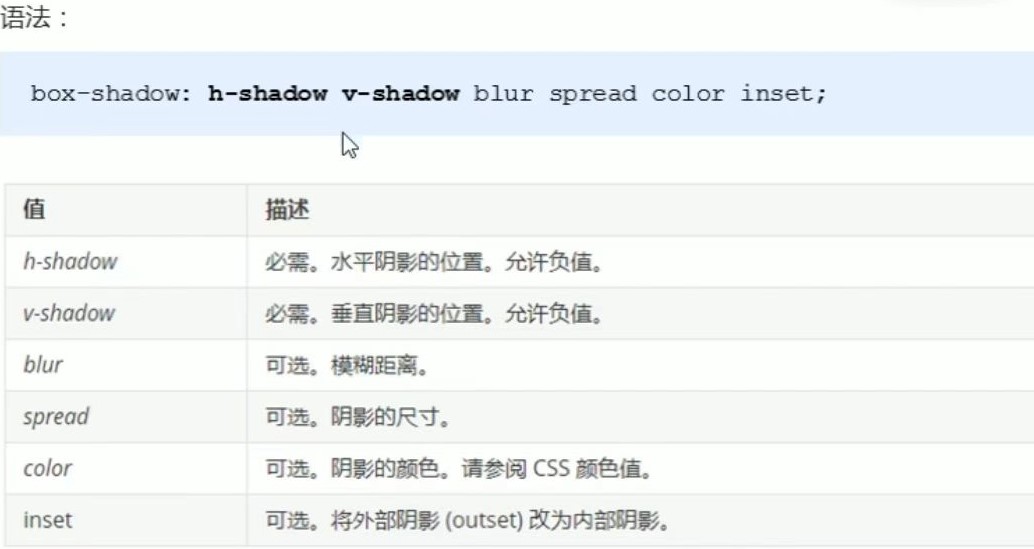 语法：
box-shadow: h-shadow v-shadow blur spread color inset;
值 描述
h-shadow 必需。水平阴影的位置。允许负值。
v-shadow 必需。垂直阴影的位置。允许负值。
blur 可选。模糊距离。
spread 可选。阴影的尺寸。
color 可选。阴影的颜色。请参阅 CSS 颜色值。
inset 可选。将外部阴影 (outset) 改为内部阴影。